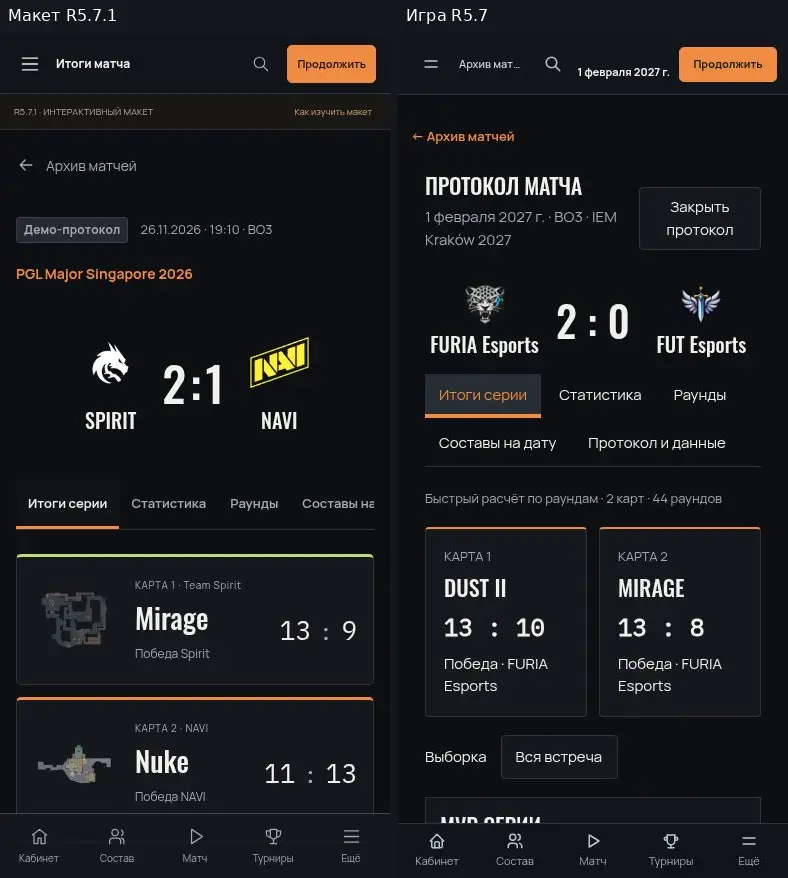 Макет R5.7.1
Итоги матча
Продолжить
R5.7.1 · ИНТЕРАКТИВНЫЙ МАКЕТ
Как изучить макет
← Архив матчей
Демо-протокол
26.11.2026 · 19:10 · BO3
PGL Major Singapore 2026
NAVI
2:1
SPIRIT
NAVI
Итоги серии
Статистика
Раунды
Составы на
КАРТА 1 · Team Spirit
Mirage
13 : 9
Победа Spirit
КАРТА 2 · NAVI
Nuke
11 : 13
Победа NAVI
Кабинет
Состав
Матч
Турниры
Ещё
Игра R5.7
Архив мат...
1 февраля 2027 г.
Продолжить
← Архив матчей
ПРОТОКОЛ МАТЧА
1 февраля 2027 г. · BO3 · IEM
Kraków 2027
Закрыть
протокол
2 : 0
FURIA Esports
FUT Esports
Итоги серии
Статистика
Раунды
Составы на дату
Протокол и данные
Быстрый расчёт по раундам · 2 карт · 44 раундов
КАРТА 1
DUST II
13 : 10
Победа · FURIA
Esports
КАРТА 2
MIRAGE
13 : 8
Победа · FURIA
Esports
Выборка
Вся встреча
MVP СЕРИИ
Кабинет
Состав
Матч
Турниры
Ещё